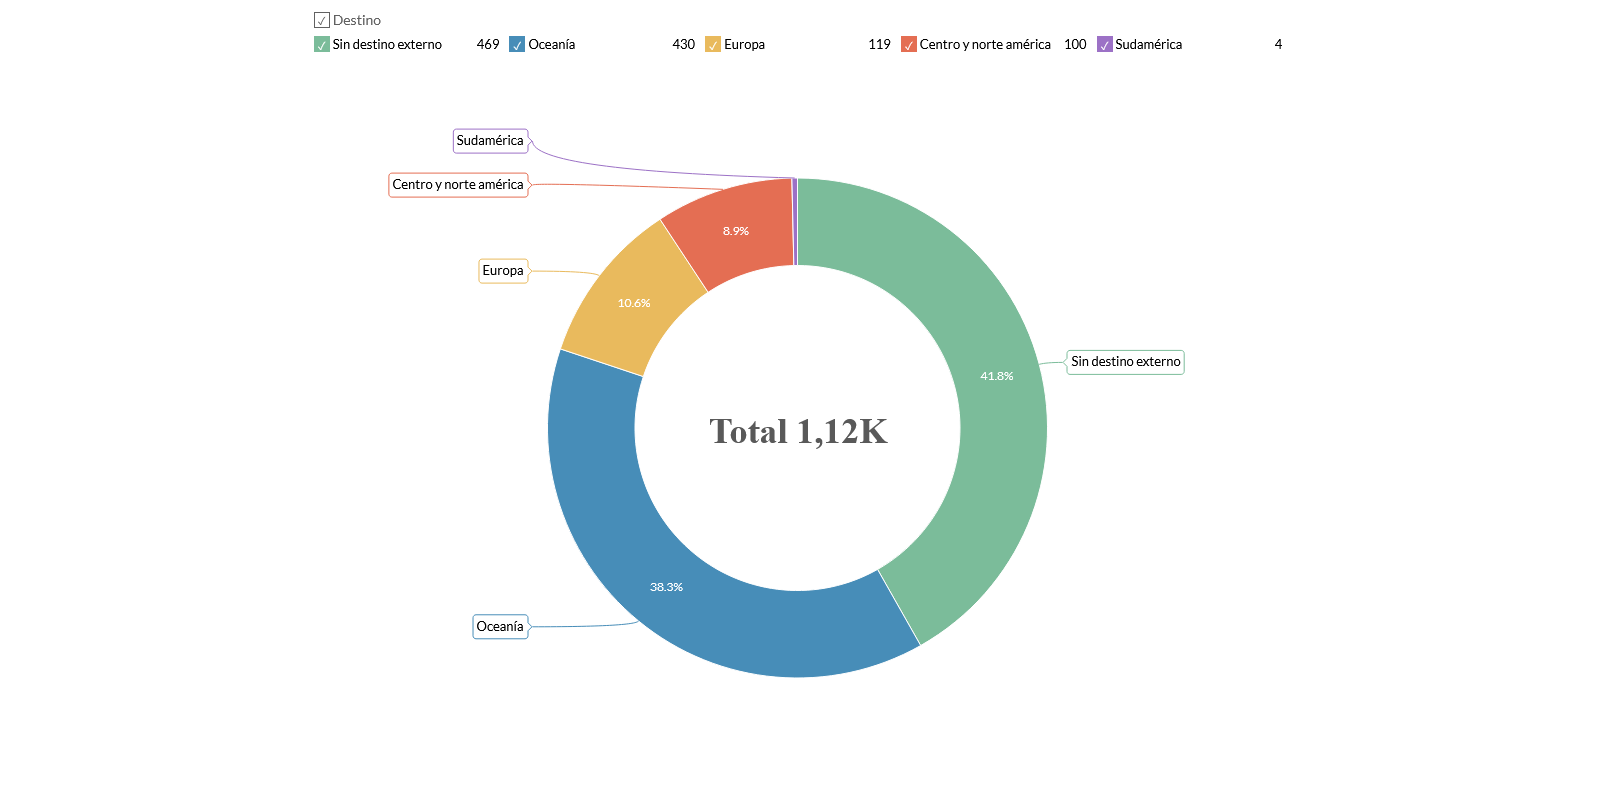 Destino
Sin destino externo 469 Oceanía 430 Europa 119 Centro y norte américa 100 Sudamérica 4
Sudamérica
Centro y norte américa
8.9%
Europa
10.6%
Sin destino externo
41.8%
Total 1,12K
38.3%
Oceanía